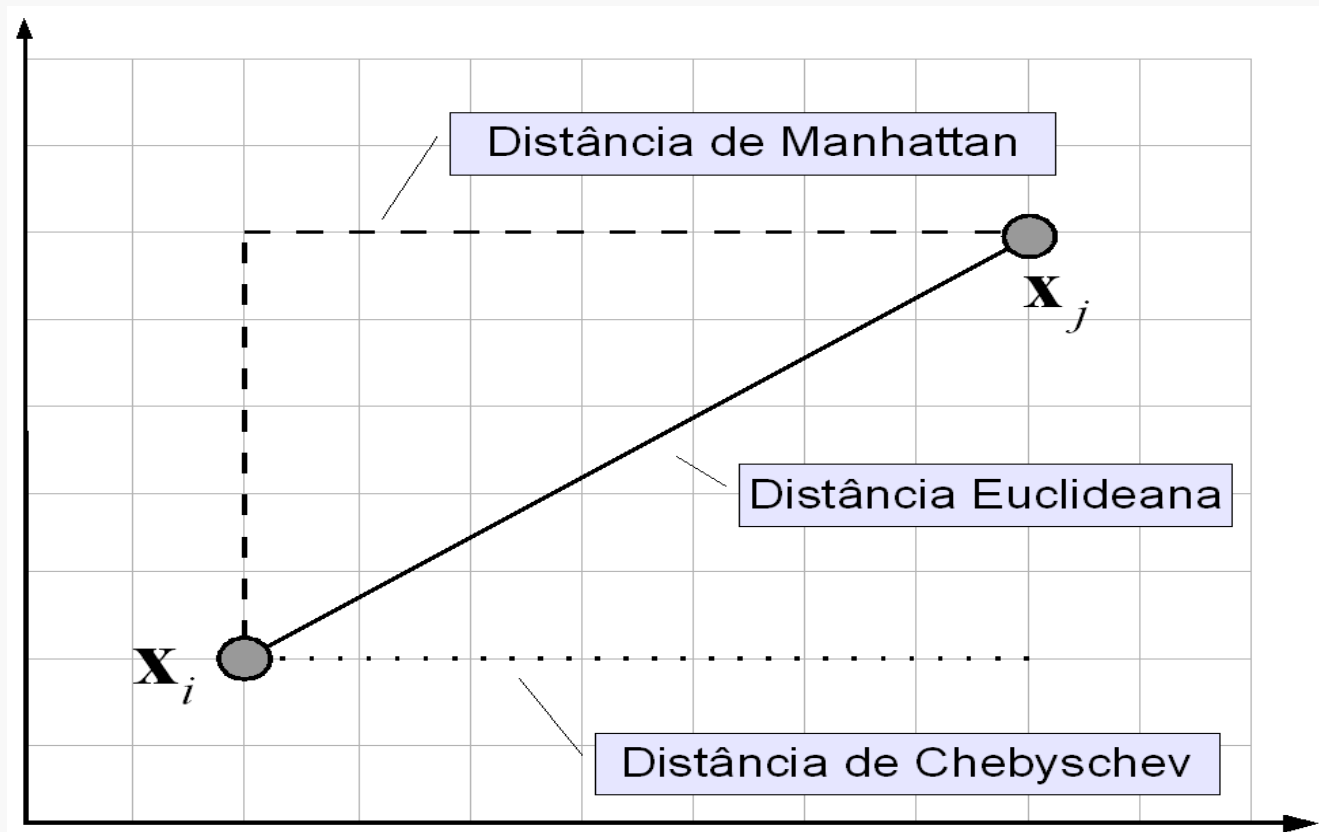 Distância de Manhattan
x j
Distância Euclideana
x i
Distância de Chebyschev